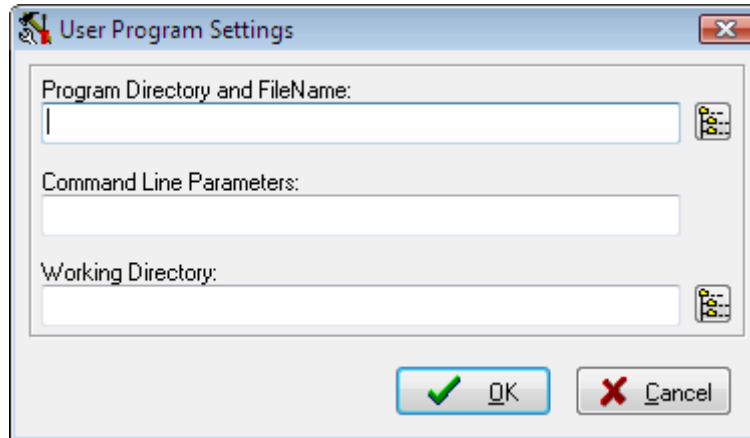 User Program Settings
Program Directory and FileName:
Command Line Parameters:
Working Directory:
OK
Cancel